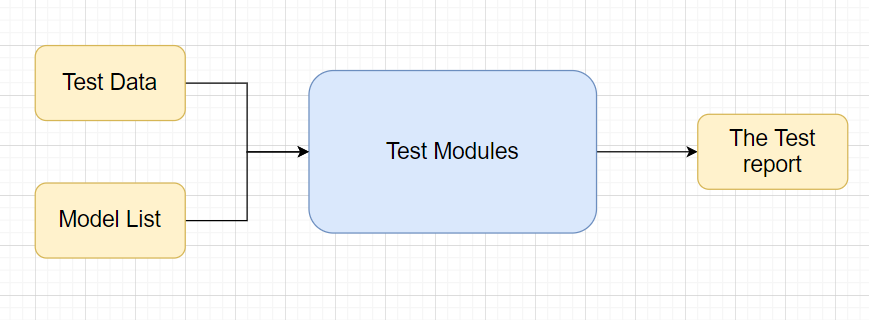 Test Data
Model List
Test Modules
The Test
report